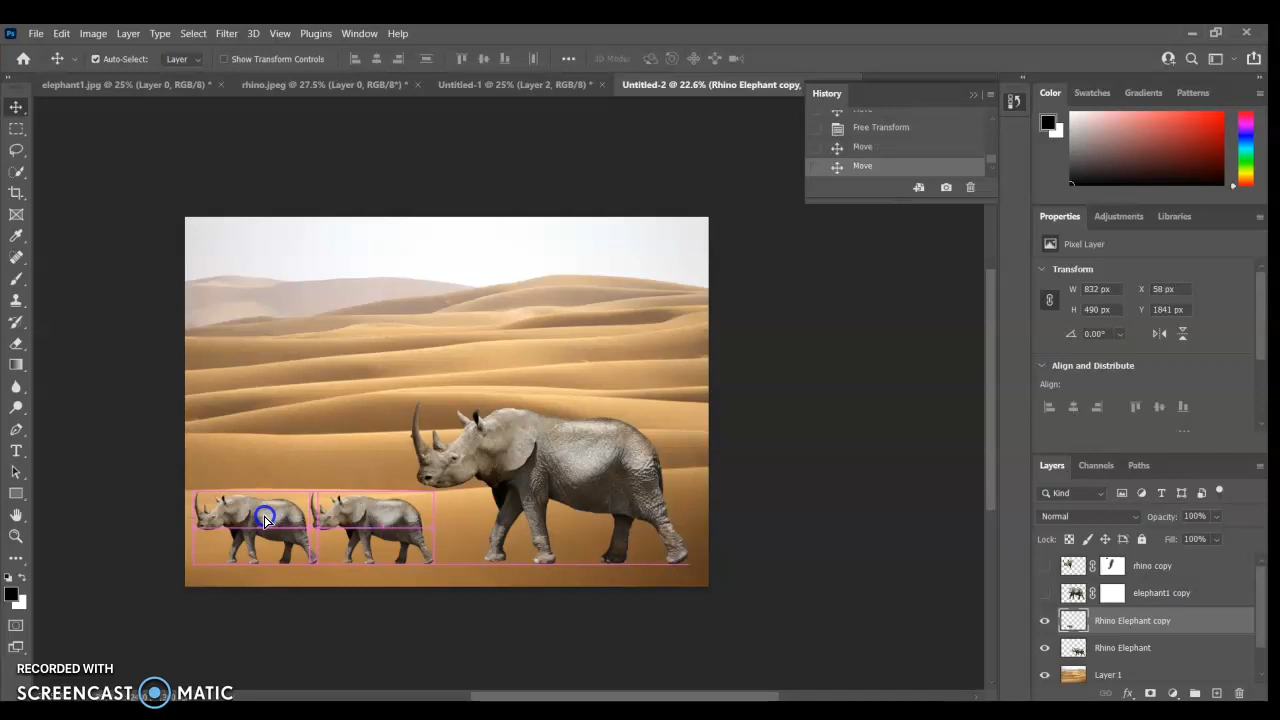 Ps File Edit Image Layer Type Select Filter 3D View Plugins Window Help
Auto-Select: Layer Show Transform Controls 3D Mode:
elephant1.jpg @ 25% (Layer 0, RGB/8) * × rhino.jpeg @ 27.5% (Layer 0, RGB/8*) * × Untitled-1 @ 25% (Layer 2, RGB/8) * × Untitled-2 @ 22.6% (Rhino Elephant copy,
History
Free Transform
Move
Move
Color Swatches Gradients Patterns
Properties Adjustments Libraries
Pixel Layer
Transform
W 832 px X 58 px
H 490 px Y 1841 px
0.00°
Align and Distribute
Align:
Layers Channels Paths
Kind
Normal Opacity: 100%
Lock: Fill: 100%
rhino copy
elephant1 copy
Rhino Elephant copy
Rhino Elephant
Layer 1
fx
RECORDED WITH
SCREENCAST MATIC